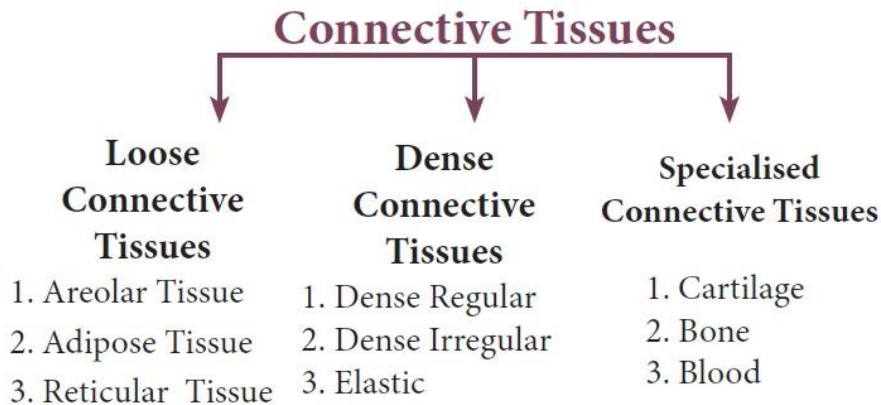 Connective Tissues
Loose
Connective
Tissues
1. Areolar Tissue
2. Adipose Tissue
3. Reticular Tissue
Dense
Connective
Tissues
1. Dense Regular
2. Dense Irregular
3. Elastic
Specialised
Connective Tissues
1. Cartilage
2. Bone
3. Blood